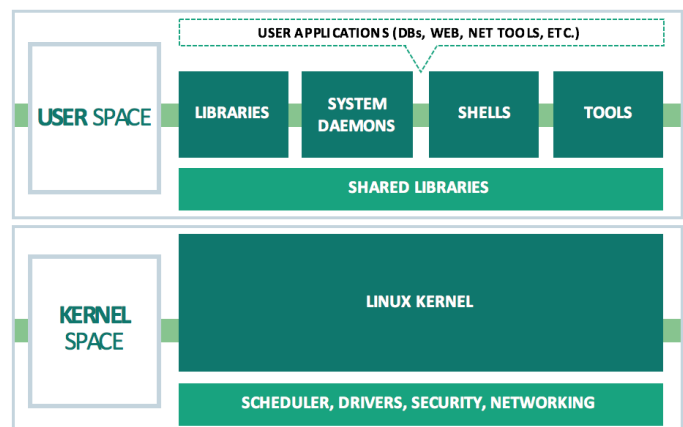 USER APPLICATIONS (DBs, WEB, NET TOOLS, ETC.)
USER SPACE
LIBRARIES
SYSTEM
DAEMONS
SHELLS
TOOLS
SHARED LIBRARIES
KERNEL
SPACE
LINUX KERNEL
SCHEDULER, DRIVERS, SECURITY, NETWORKING